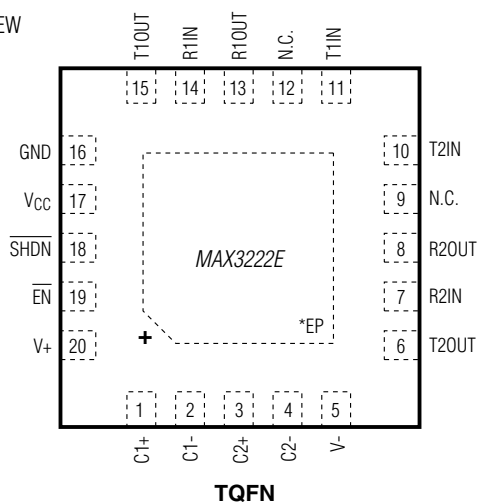 EW
T1OUT
R1IN
R1OUT
N.C.
T1IN
15 14 13 12 11
GND 16
VCC 17
SHDN 18
EN 19
V+ 20
10 T2IN
9 N.C.
8 R2OUT
7 R2IN
6 T2OUT
MAX3222E
*EP
+
1 2 3 4 5
C1+
C1-
C2+
C2-
V-
TQFN